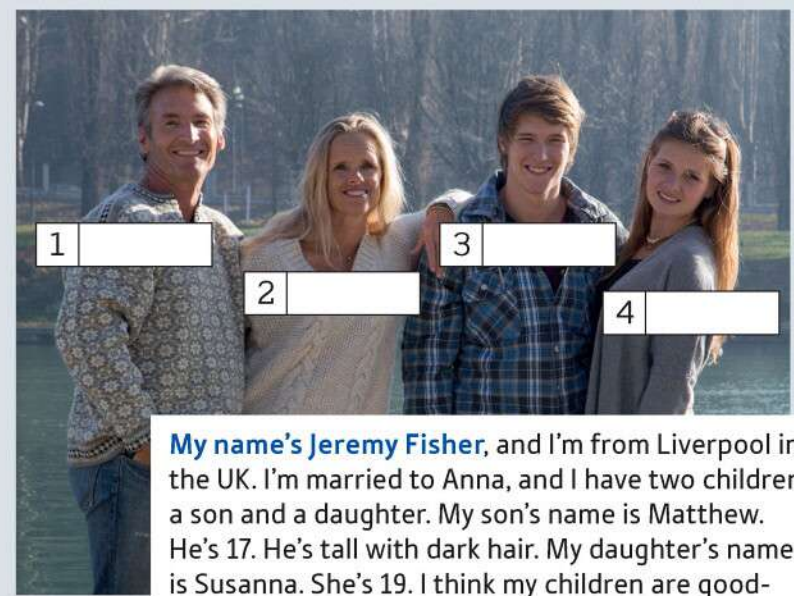 1
3
2
4
My name's Jeremy Fisher, and I'm from Liverpool in
the UK. I'm married to Anna, and I have two children
a son and a daughter. My son's name is Matthew.
He's 17. He's tall with dark hair. My daughter's name
is Susanna. She's 19. I think my children are good-